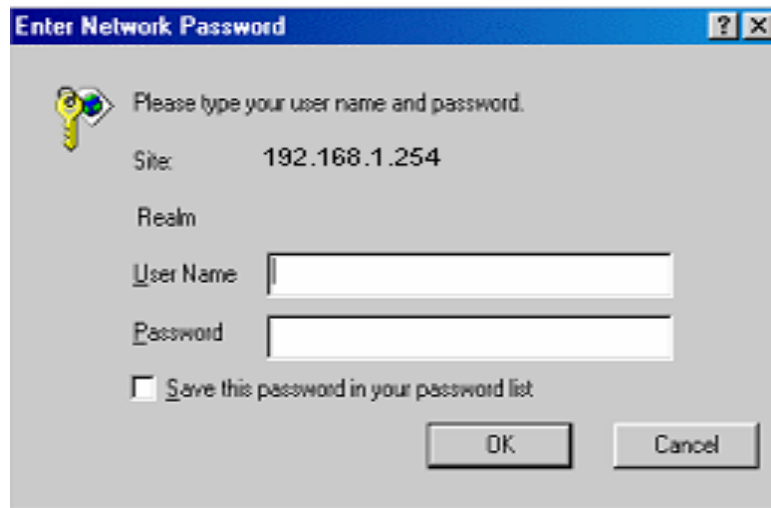 Enter Network Password
Please type your user name and password.
Site: 192.168.1.254
Realm
User Name
Password
Save this password in your password list
OK Cancel